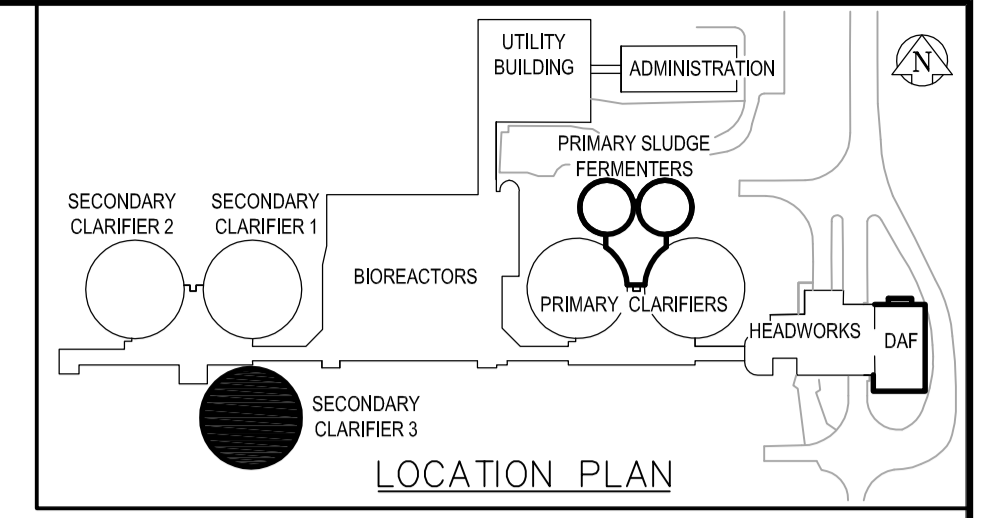 UTILITY
BUILDING
ADMINISTRATION
N
PRIMARY SLUDGE
FERMENTERS
SECONDARY
CLARIFIER 2
SECONDARY
CLARIFIER 1
BIOREACTORS
PRIMARY CLARIFIERS
HEADWORKS
DAF
SECONDARY
CLARIFIER 3
LOCATION PLAN